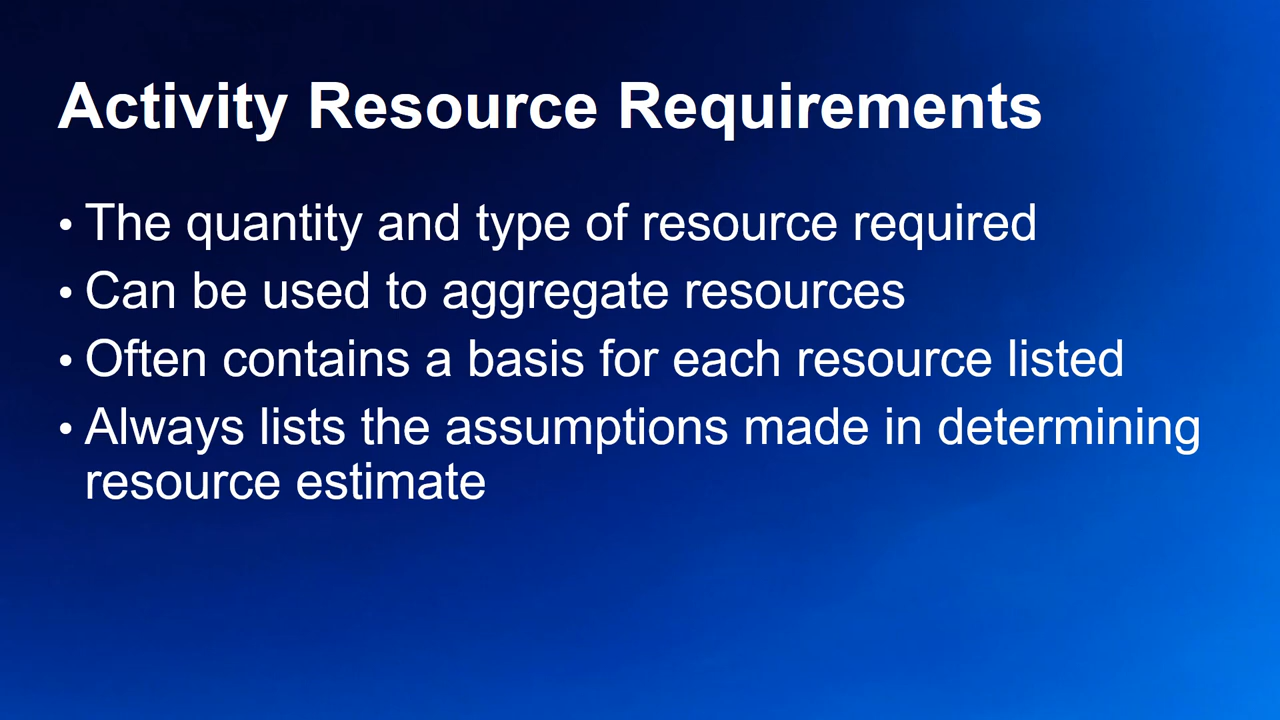 Activity Resource Requirements
• The quantity and type of resource required
• Can be used to aggregate resources
• Often contains a basis for each resource listed
• Always lists the assumptions made in determining
resource estimate